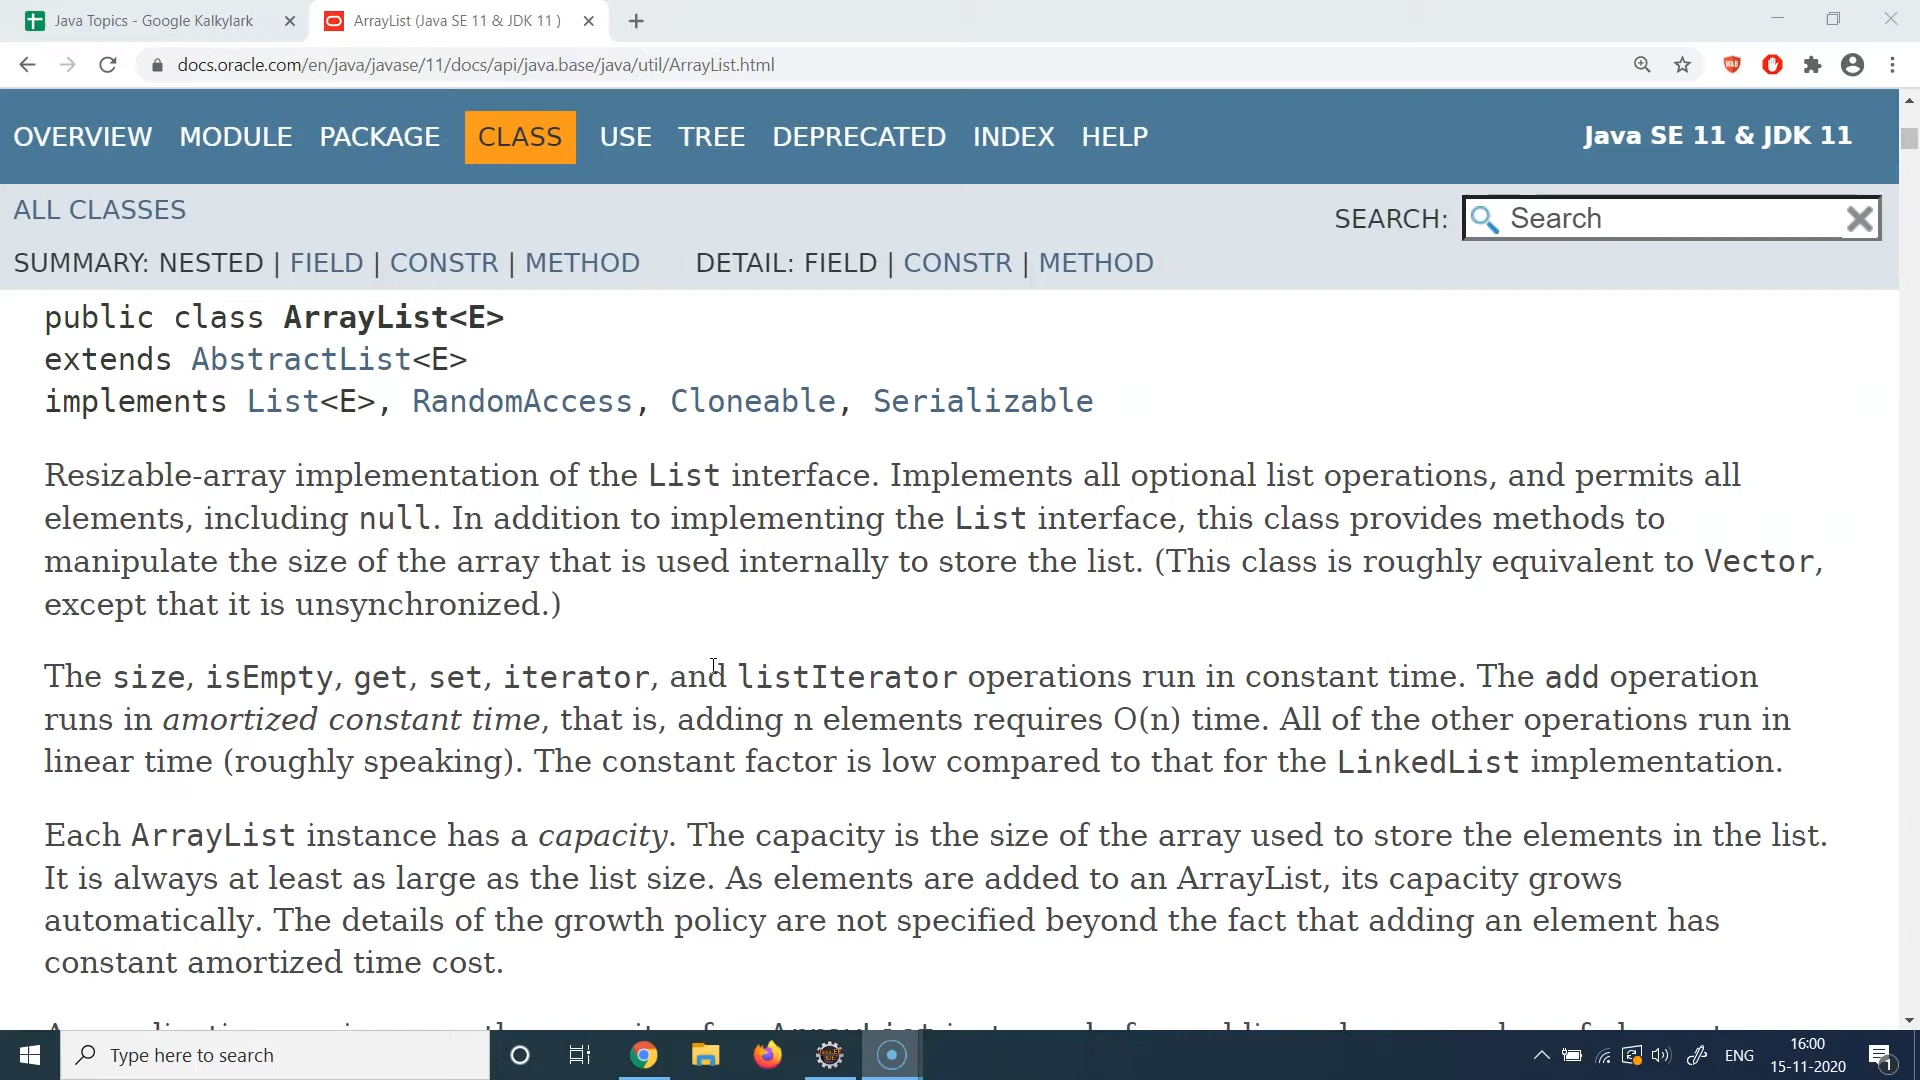 Java Topics - Google Kalkylark
ArrayList (Java SE 11 & JDK 11 )
docs.oracle.com/en/java/javase/11/docs/api/java.base/java/util/ArrayList.html
OVERVIEW MODULE PACKAGE CLASS USE TREE DEPRECATED INDEX HELP
Java SE 11 & JDK 11
ALL CLASSES
SEARCH: Search
SUMMARY: NESTED | FIELD | CONSTR | METHOD DETAIL: FIELD | CONSTR | METHOD
public class ArrayList<E>
extends AbstractList<E>
implements List<E>, RandomAccess, Cloneable, Serializable
Resizable-array implementation of the List interface. Implements all optional list operations, and permits all
elements, including null. In addition to implementing the List interface, this class provides methods to
manipulate the size of the array that is used internally to store the list. (This class is roughly equivalent to Vector,
except that it is unsynchronized.)
The size, isEmpty, get, set, iterator, and listIterator operations run in constant time. The add operation
runs in amortized constant time, that is, adding n elements requires O(n) time. All of the other operations run in
linear time (roughly speaking). The constant factor is low compared to that for the LinkedList implementation.
Each ArrayList instance has a capacity. The capacity is the size of the array used to store the elements in the list.
It is always at least as large as the list size. As elements are added to an ArrayList, its capacity grows
automatically. The details of the growth policy are not specified beyond the fact that adding an element has
constant amortized time cost.
Type here to search
ENG
16:00
15-11-2020
1